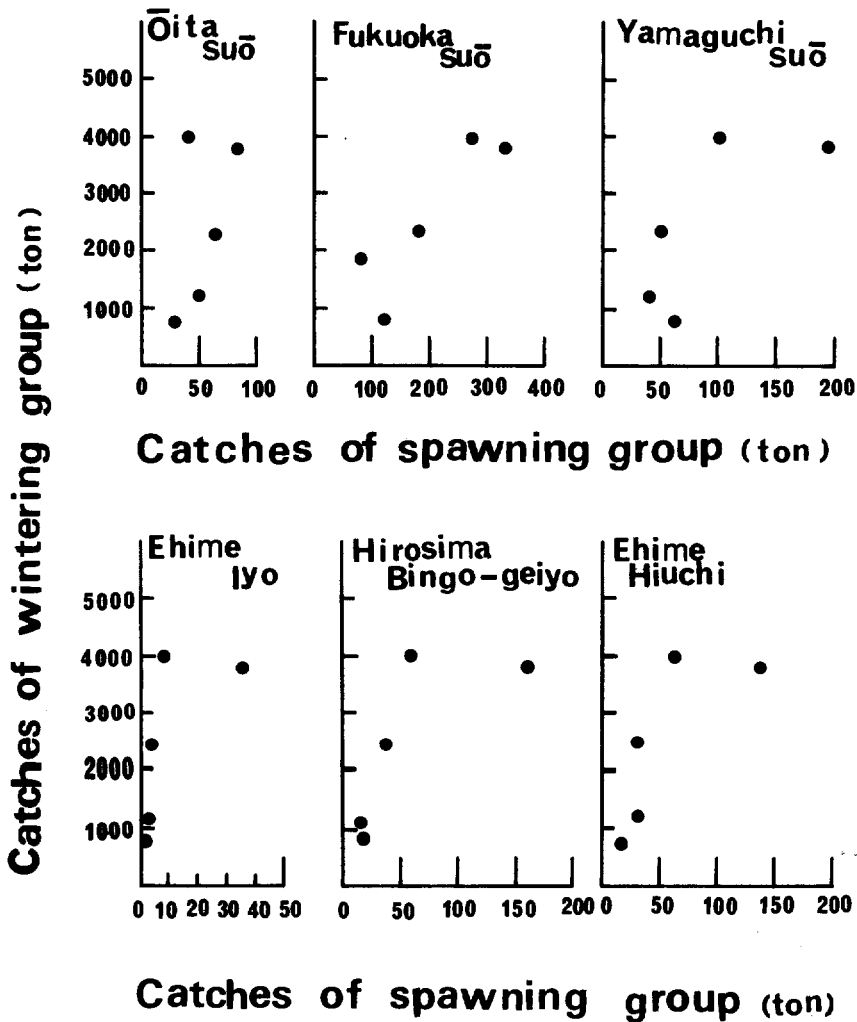 Ōita
Suō
Fukuoka
Suō
Yamaguchi
Suō
5000
4000
3000
2000
1000
0 50 100
0 100 200 300 400
0 50 100 150 200
Catches of spawning group (ton)
Catches of wintering group (ton)
Ehime
Iyo
Hirosima
Bingo-geiyo
Ehime
Hiuchi
5000
4000
3000
2000
1000
0 10 20 30 40 50
0 50 100 150 200
0 50 100 150 200
Catches of spawning group (ton)